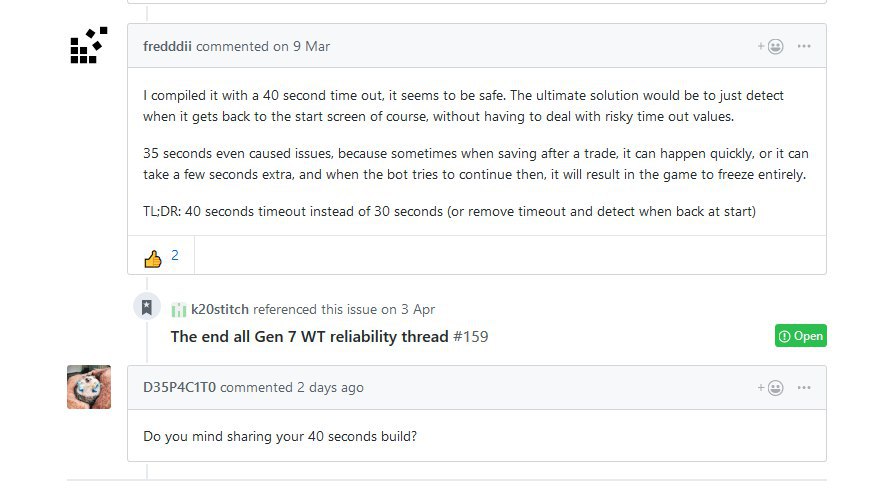 fredddii commented on 9 Mar
I compiled it with a 40 second time out, it seems to be safe. The ultimate solution would be to just detect
when it gets back to the start screen of course, without having to deal with risky time out values.
35 seconds even caused issues, because sometimes when saving after a trade, it can happen quickly, or it can
take a few seconds extra, and when the bot tries to continue then, it will result in the game to freeze entirely.
TL;DR: 40 seconds timeout instead of 30 seconds (or remove timeout and detect when back at start)
2
k20stitch referenced this issue on 3 Apr
The end all Gen 7 WT reliability thread #159
Open
D35P4C1T0 commented 2 days ago
Do you mind sharing your 40 seconds build?